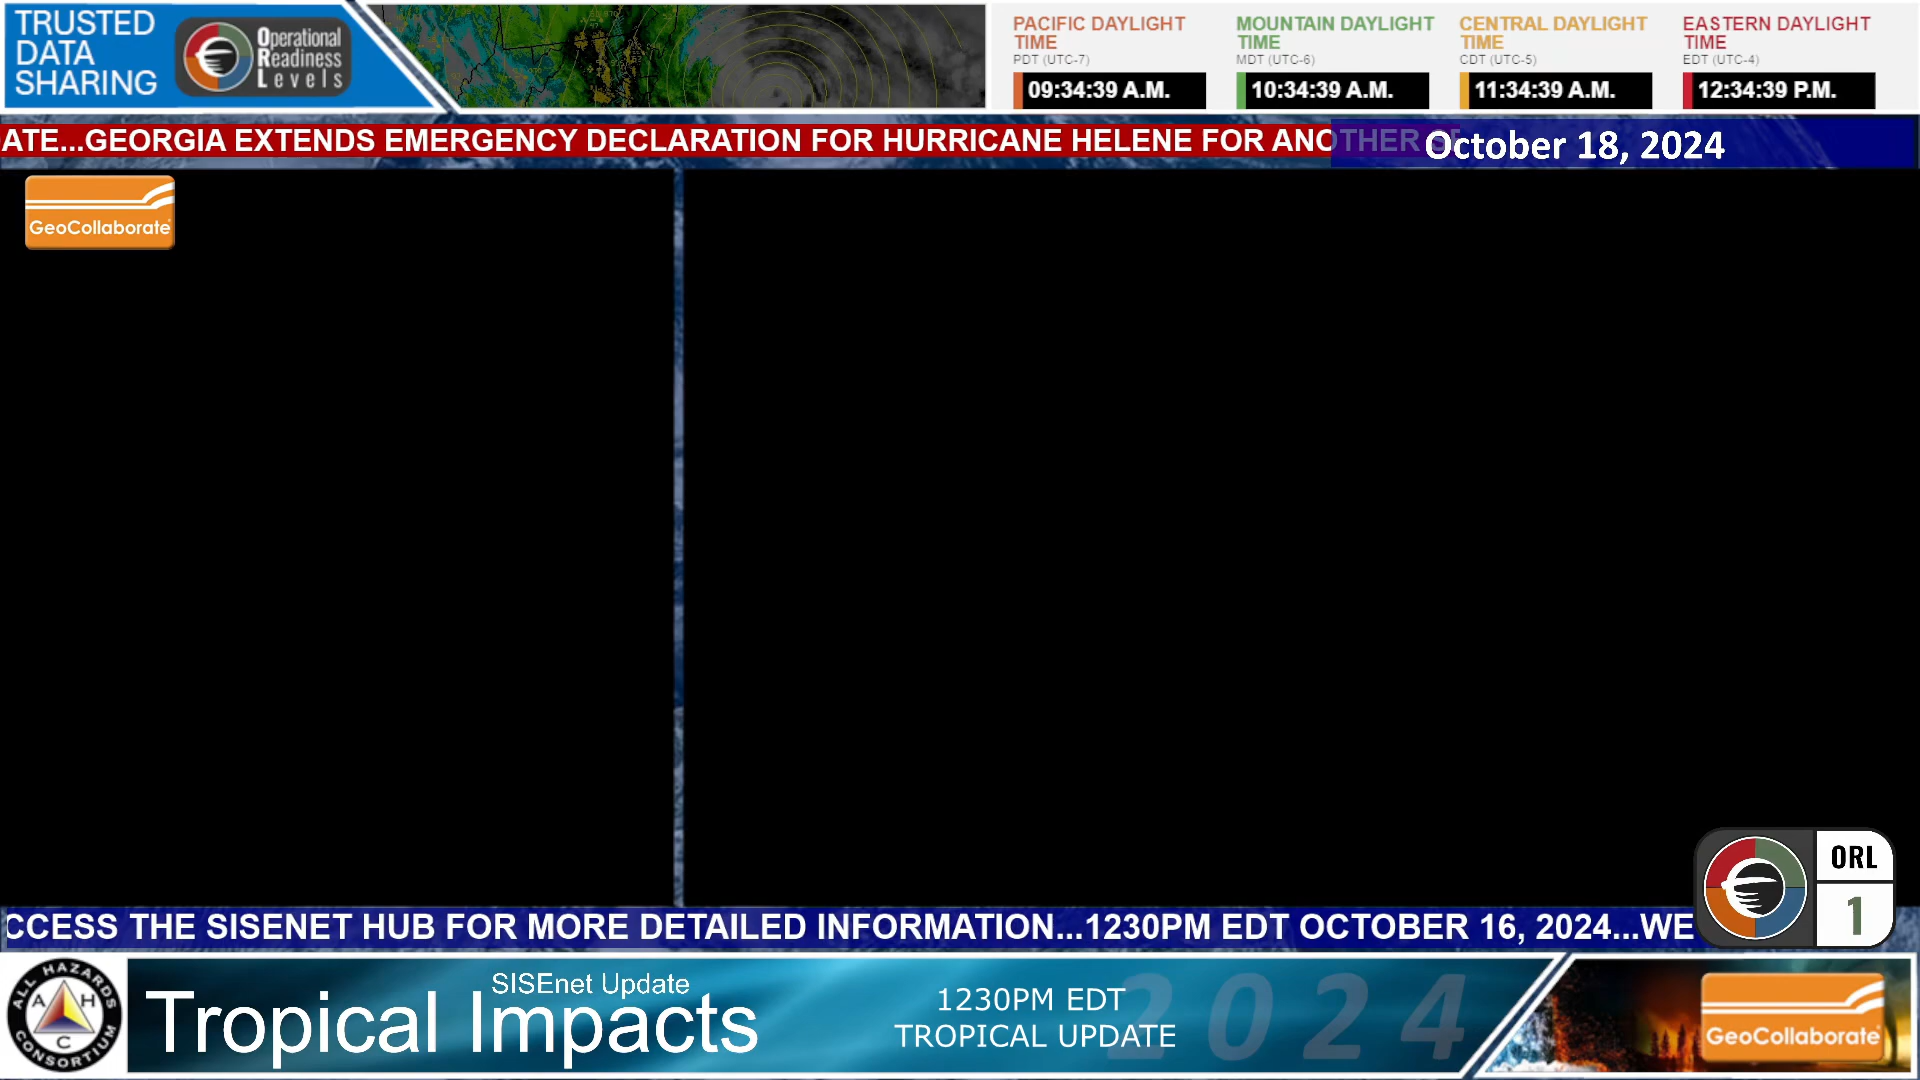 TRUSTED
DATA
SHARING
Operational
Readiness
Levels
PACIFIC DAYLIGHT
TIME
PDT (UTC-7)
09:34:39 A.M.
MOUNTAIN DAYLIGHT
TIME
MDT (UTC-6)
10:34:39 A.M.
CENTRAL DAYLIGHT
TIME
CDT (UTC-5)
11:34:39 A.M.
EASTERN DAYLIGHT
TIME
EDT (UTC-4)
12:34:39 P.M.
ATE...GEORGIA EXTENDS EMERGENCY DECLARATION FOR HURRICANE HELENE FOR ANOTHER
October 18, 2024
GeoCollaborate
ORL
1
CCESS THE SISENET HUB FOR MORE DETAILED INFORMATION...1230PM EDT OCTOBER 16, 2024...WE
ALL HAZARDS
A H
C
CONSORTIUM
SISEnet Update
Tropical Impacts
1230PM EDT
TROPICAL UPDATE
2024
GeoCollaborate